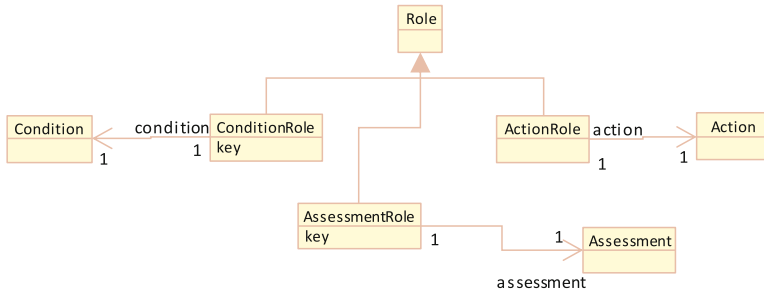 Role
Condition
condition
ConditionRole
key
1
1
ActionRole
action
Action
1
1
AssessmentRole
key
1
1
Assessment
assessment